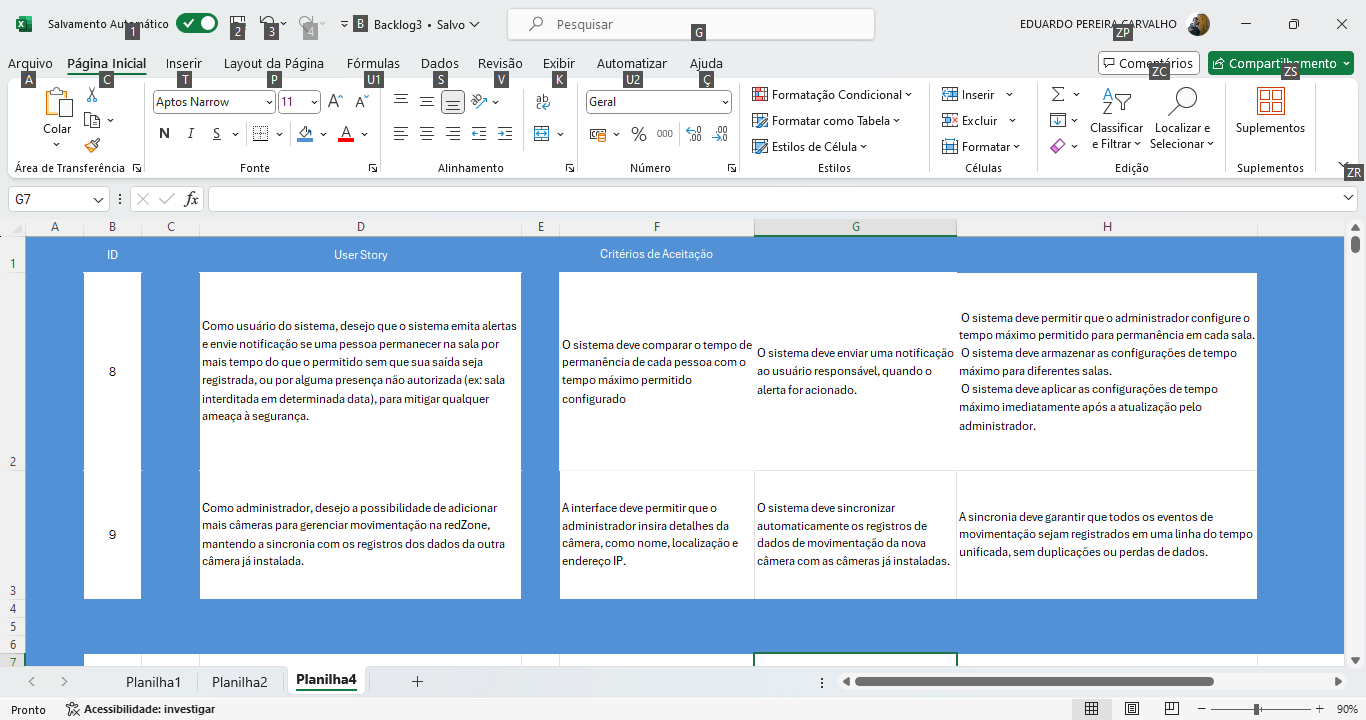 Salvamento Automático
1
2
3
4
B
Backlog3 • Salvo
Pesquisar
G
EDUARDO PEREIRA CARVALHO
ZP
Arquivo
Página Inicial
Inserir
Layout da Página
Fórmulas
Dados
Revisão
Exibir
Automatizar
Ajuda
Comentários
Compartilhamento
A
C
T
P
U1
S
V
K
U2
Ç
ZC
ZS
Colar
Aptos Narrow
11
N I S
A
ab
Geral
% 000
Formatação Condicional
Formatar como Tabela
Estilos de Célula
Inserir
Excluir
Formatar
Classificar
e Filtrar
Localizar e
Selecionar
Suplementos
Área de Transferência
Fonte
Alinhamento
Número
Estilos
Células
Edição
Suplementos
ZR
G7
fx
A B C D E F G H
1
ID
User Story
Critérios de Aceitação
2
8
Como usuário do sistema, desejo que o sistema emita alertas
e envie notificação se uma pessoa permanecer na sala por
mais tempo do que o permitido sem que sua saída seja
registrada, ou por alguma presença não autorizada (ex: sala
interditada em determinada data), para mitigar qualquer
ameaça à segurança.
O sistema deve comparar o tempo de
permanência de cada pessoa com o
tempo máximo permitido
configurado
O sistema deve enviar uma notificação
ao usuário responsável, quando o
alerta for acionado.
O sistema deve permitir que o administrador configure o
tempo máximo permitido para permanência em cada sala.
O sistema deve armazenar as configurações de tempo
máximo para diferentes salas.
O sistema deve aplicar as configurações de tempo
máximo imediatamente após a atualização pelo
administrador.
3
9
Como administrador, desejo a possibilidade de adicionar
mais câmeras para gerenciar movimentação na redZone,
mantendo a sincronia com os registros dos dados da outra
câmera já instalada.
A interface deve permitir que o
administrador insira detalhes da
câmera, como nome, localização e
endereço IP.
O sistema deve sincronizar
automaticamente os registros de
dados de movimentação da nova
câmera com as câmeras já instaladas.
A sincronia deve garantir que todos os eventos de
movimentação sejam registrados em uma linha do tempo
unificada, sem duplicações ou perdas de dados.
4
5
6
7
Planilha1
Planilha2
Planilha4
Pronto
Acessibilidade: investigar
90%